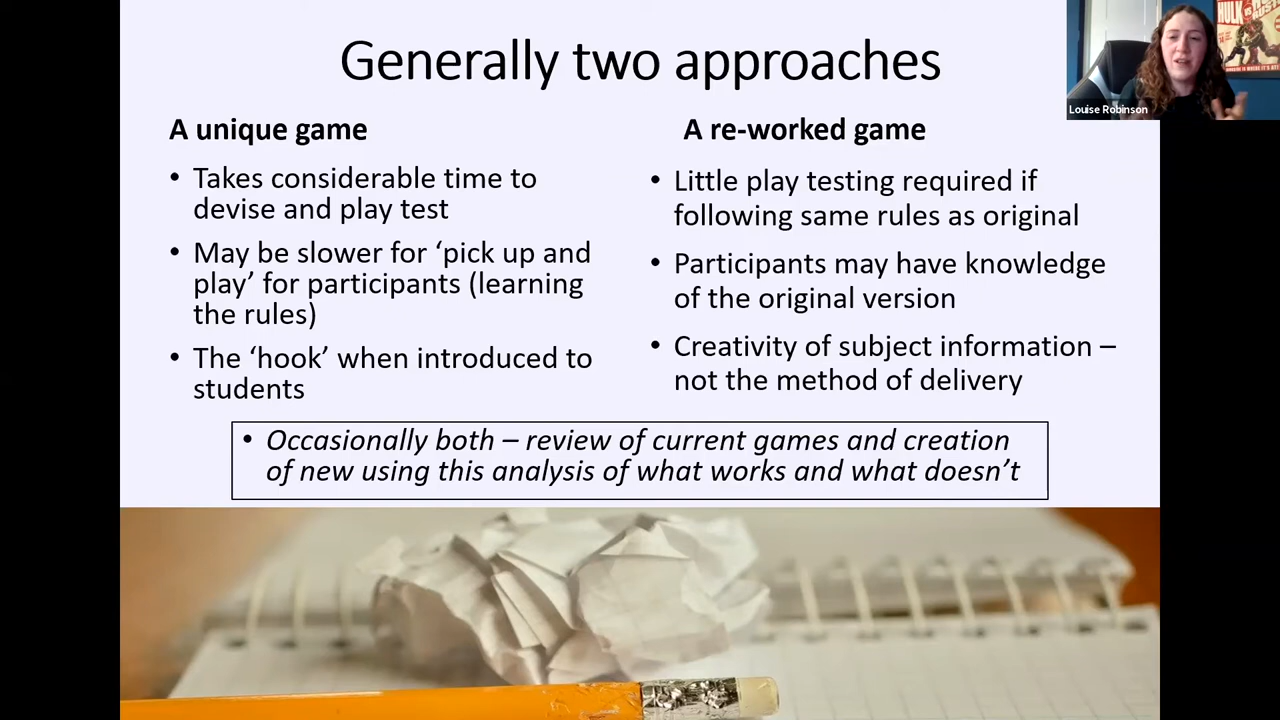 Generally two approaches
A unique game
• Takes considerable time to
devise and play test
• May be slower for ‘pick up and
play’ for participants (learning
the rules)
• The ‘hook’ when introduced to
students
A re-worked game
• Little play testing required if
following same rules as original
• Participants may have knowledge
of the original version
• Creativity of subject information –
not the method of delivery
• Occasionally both – review of current games and creation
of new using this analysis of what works and what doesn’t
Louise Robinson
HULK
VS